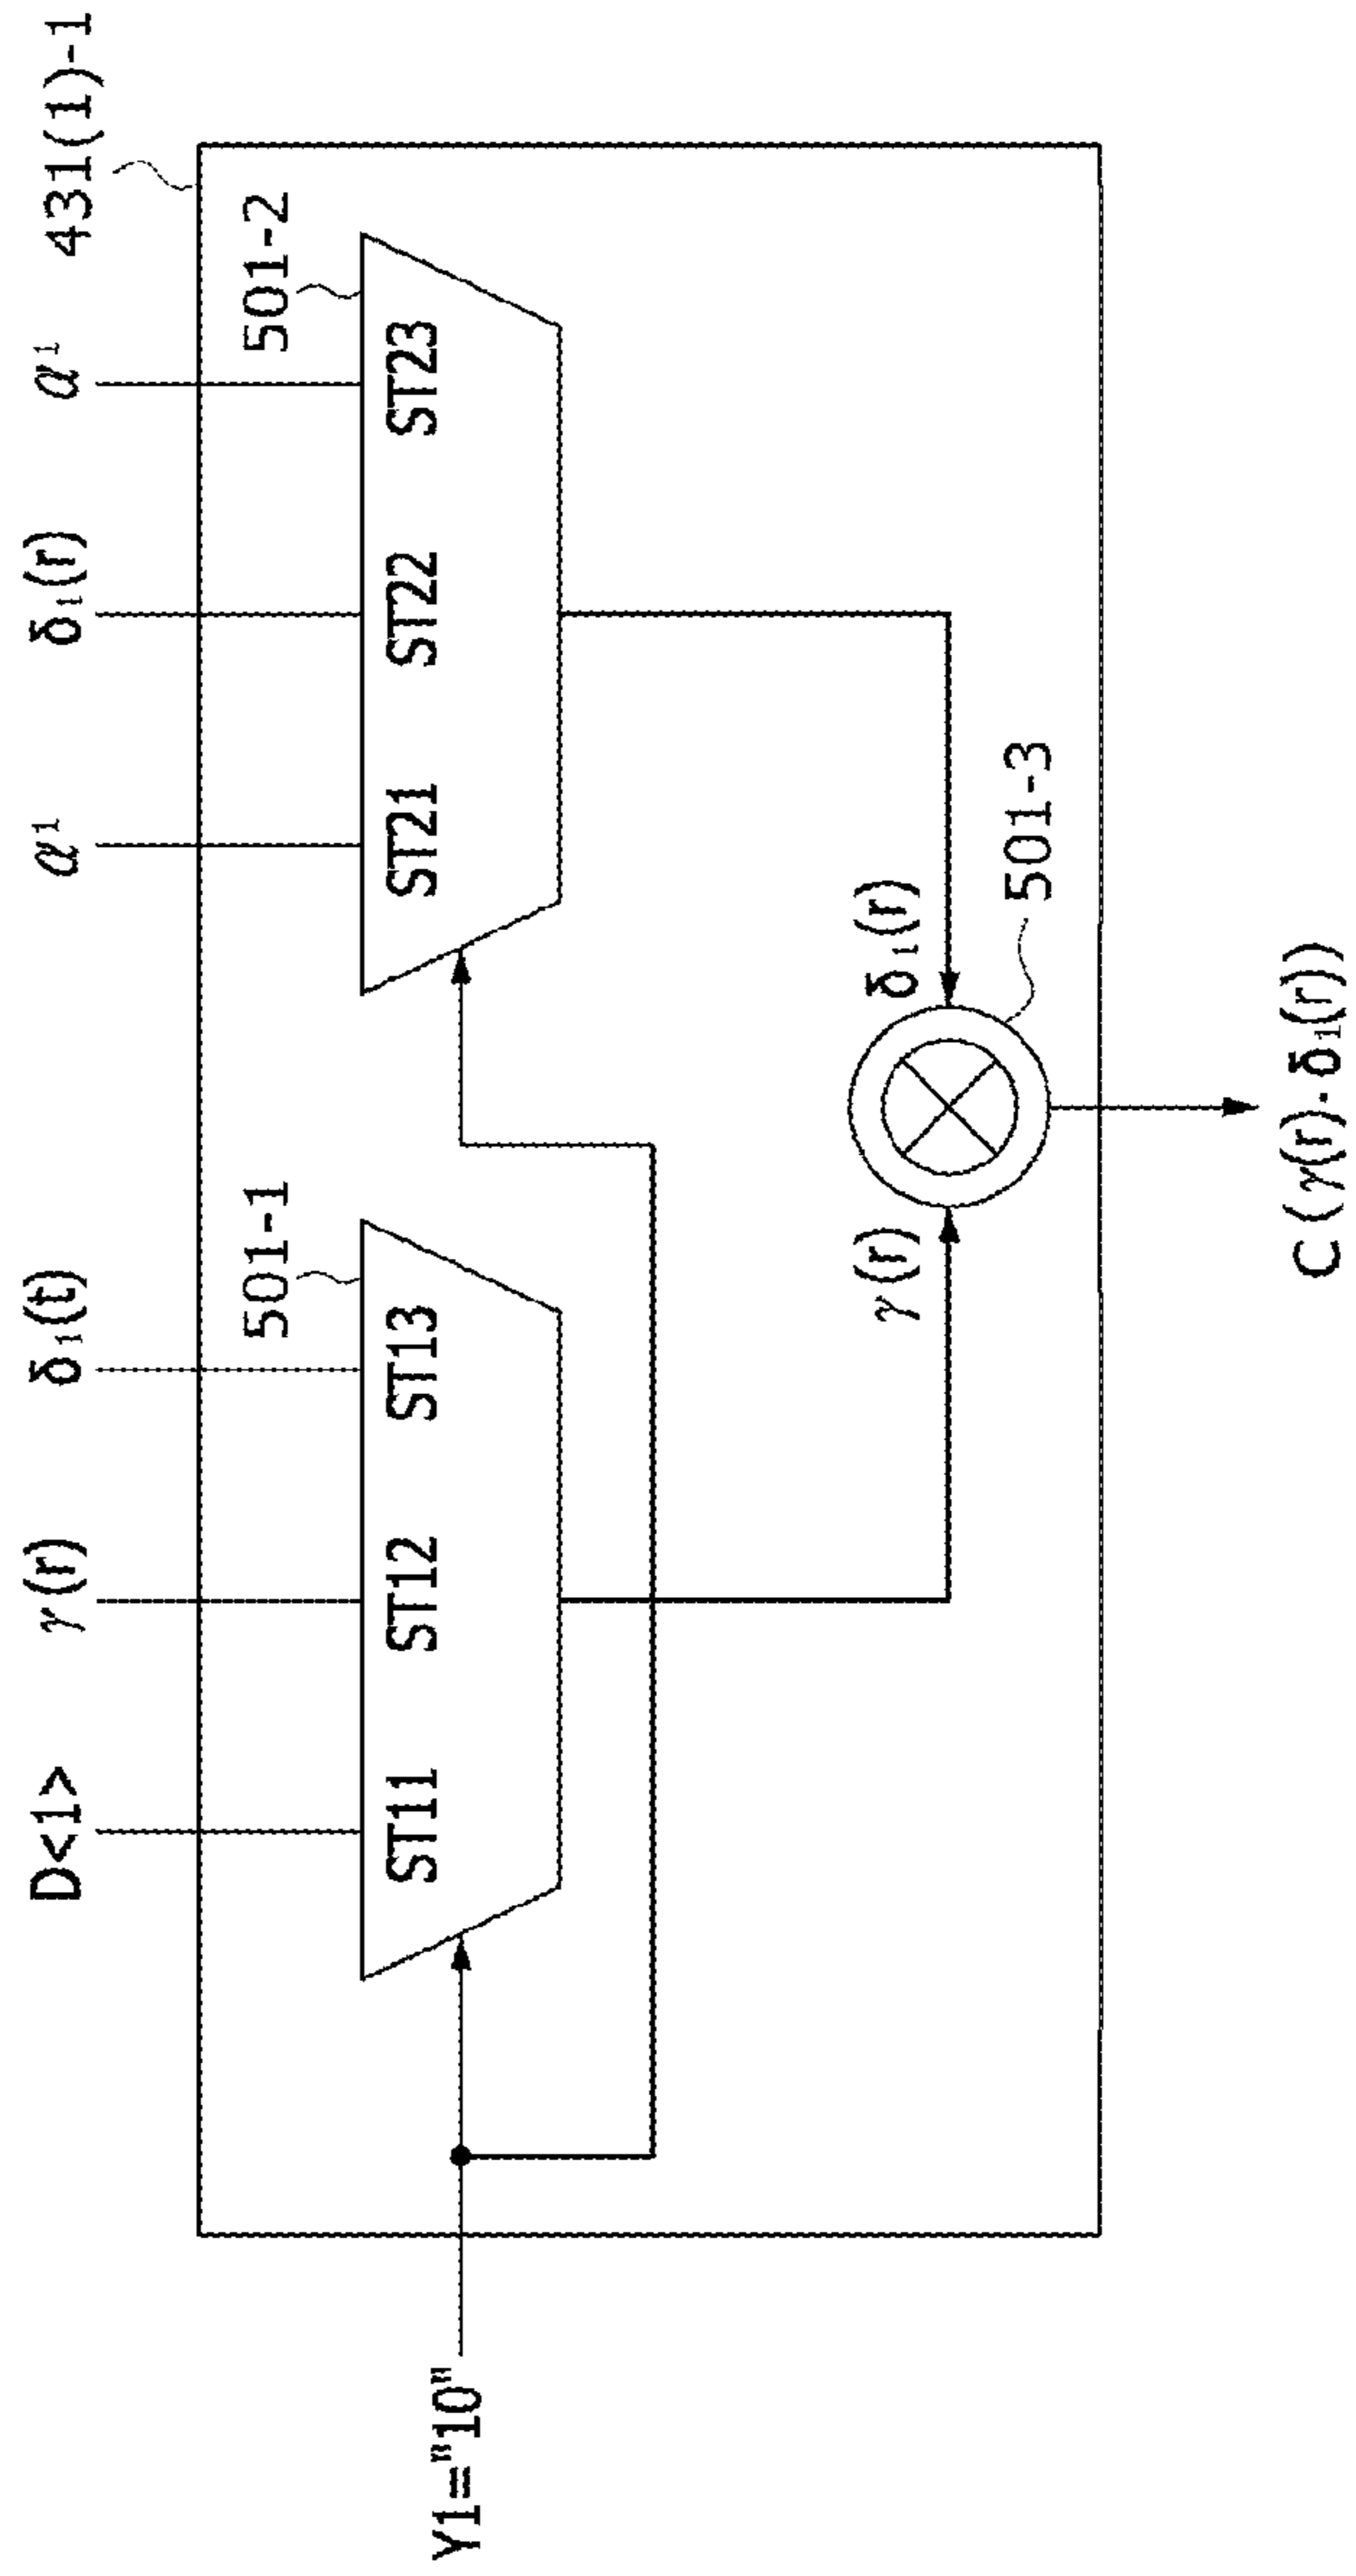 D<1>
γ(r)
δ₁(t)
α¹
δ₁(r)
α¹
431(1)-1
501-1
501-2
ST11
ST12
ST13
ST21
ST22
ST23
Y1="10"
γ(r)
δ₁(r)
501-3
C(γ(r)·δ₁(r))